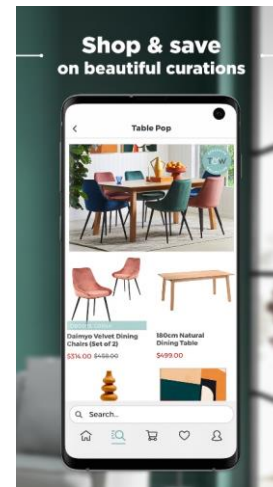 Shop & save
on beautiful curations
Table Pop
T&W
Daimyo Velvet Dining
Chairs (Set of 2)
$314.00 $458.00
180cm Natural
Dining Table
$499.00
Search..